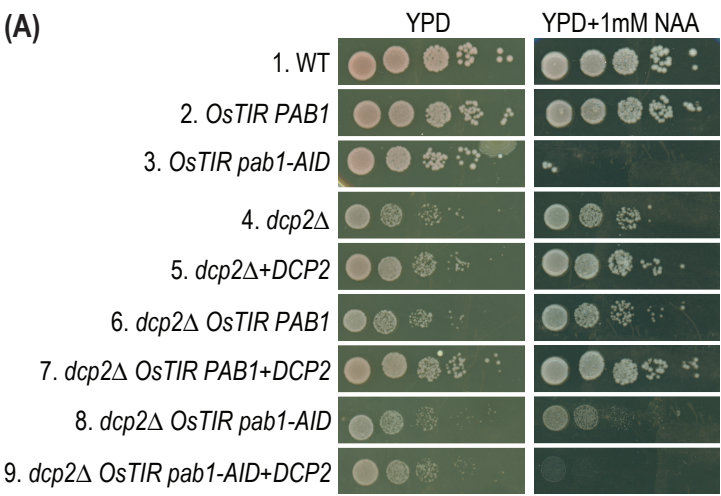 (A)
YPD
YPD+1mM NAA
1. WT
2. OsTIR PAB1
3. OsTIR pab1-AID
4. dcp2Δ
5. dcp2Δ+DCP2
6. dcp2Δ OsTIR PAB1
7. dcp2Δ OsTIR PAB1+DCP2
8. dcp2Δ OsTIR pab1-AID
9. dcp2Δ OsTIR pab1-AID+DCP2